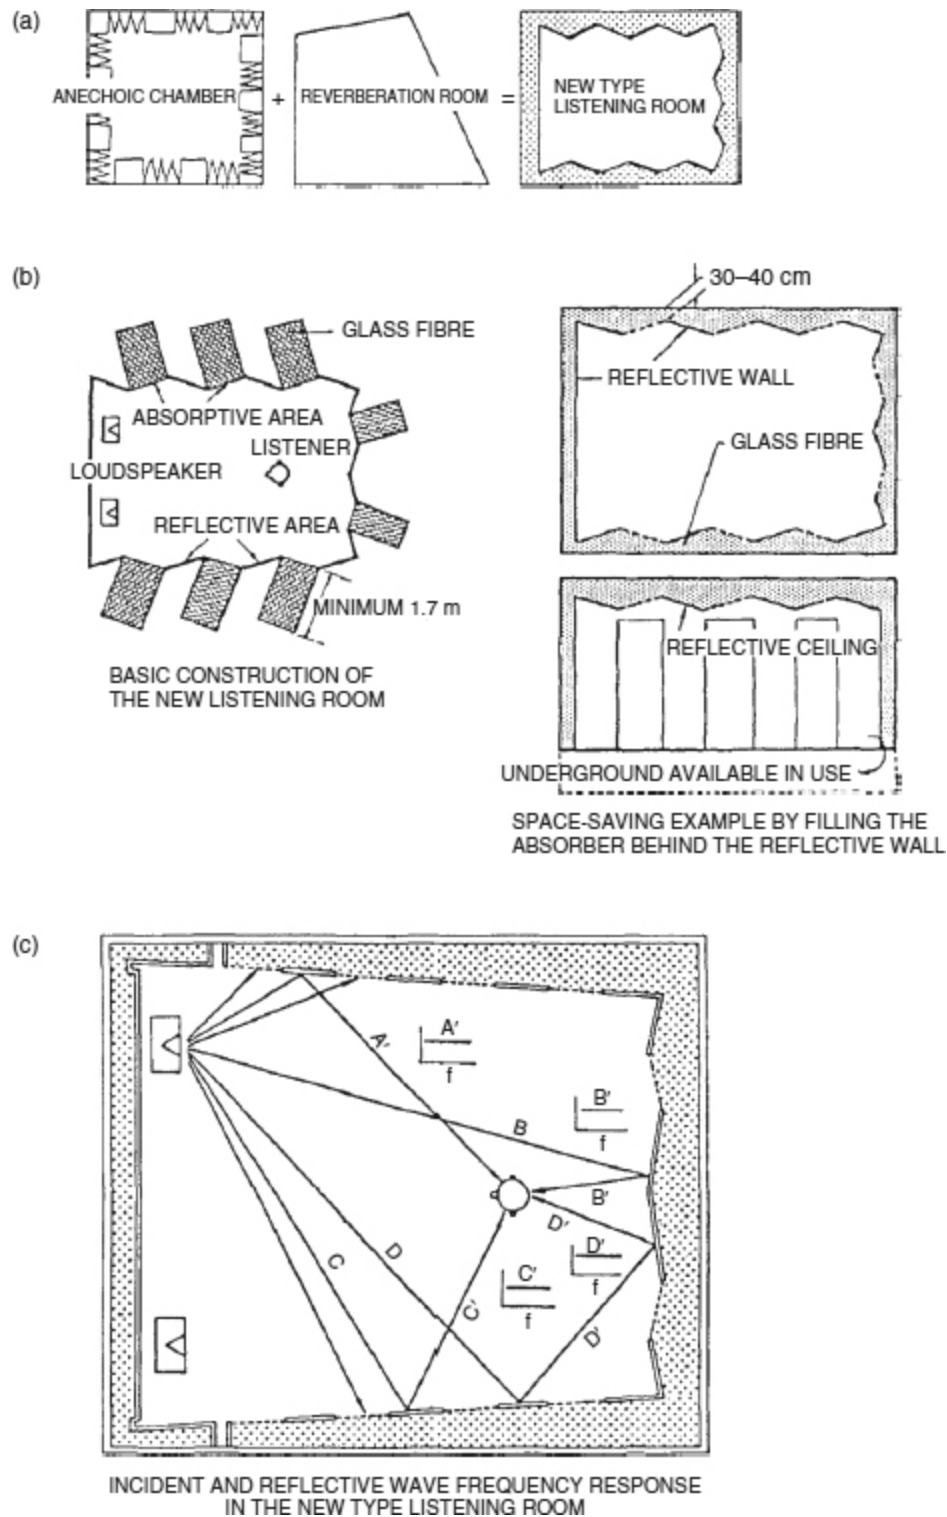 (a)
ANECHOIC CHAMBER + REVERBERATION ROOM = NEW TYPE
LISTENING ROOM
(b)
30–40 cm
GLASS FIBRE
ABSORPTIVE AREA
LISTENER
LOUDSPEAKER
REFLECTIVE AREA
MINIMUM 1.7 m
BASIC CONSTRUCTION OF
THE NEW LISTENING ROOM
REFLECTIVE WALL
GLASS FIBRE
REFLECTIVE CEILING
UNDERGROUND AVAILABLE IN USE
SPACE-SAVING EXAMPLE BY FILLING THE
ABSORBER BEHIND THE REFLECTIVE WALL
(c)
A'
A'
f
B
B'
f
B'
D'
D
C
C'
f
D'
f
C'
D'
INCIDENT AND REFLECTIVE WAVE FREQUENCY RESPONSE
IN THE NEW TYPE LISTENING ROOM